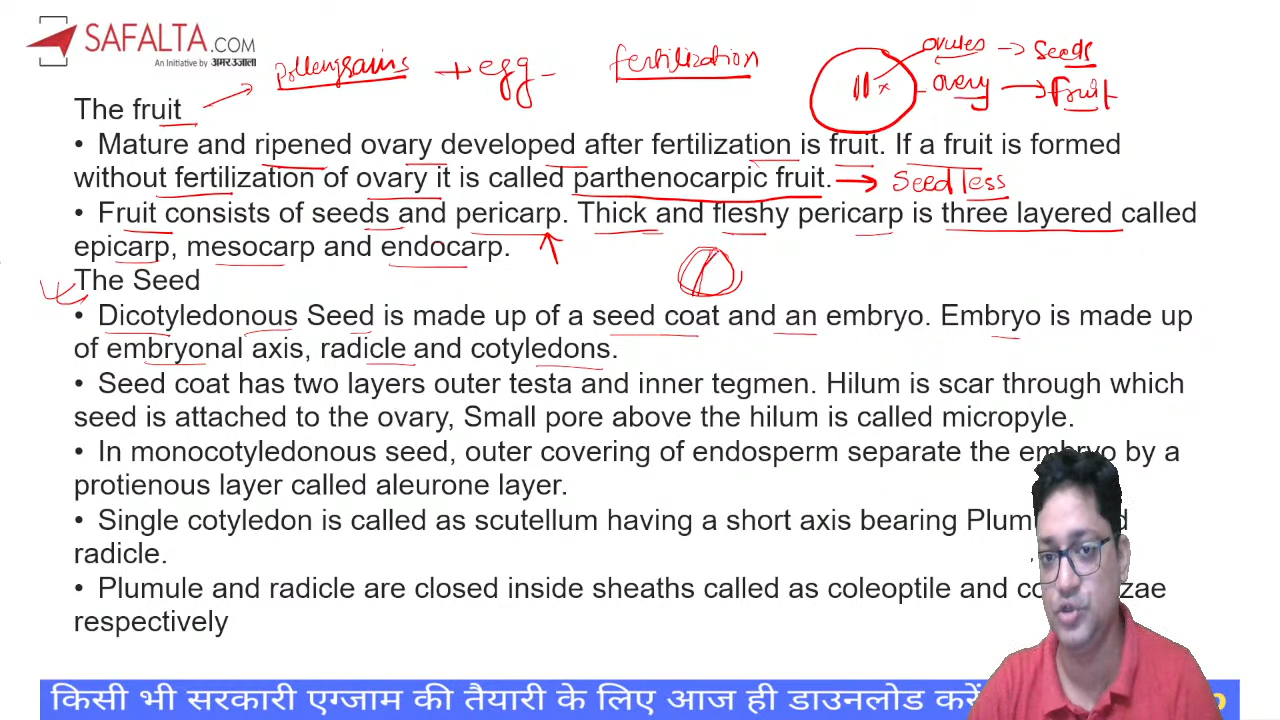 SAFALTA.COM
An Initiative by अमर उजाला
pollengrains + egg - fertilization
ovules → Seeds
ovary → fruit
The fruit
• Mature and ripened ovary developed after fertilization is fruit. If a fruit is formed
without fertilization of ovary it is called parthenocarpic fruit. → Seedless
• Fruit consists of seeds and pericarp. Thick and fleshy pericarp is three layered called
epicarp, mesocarp and endocarp.
The Seed
• Dicotyledonous Seed is made up of a seed coat and an embryo. Embryo is made up
of embryonal axis, radicle and cotyledons.
• Seed coat has two layers outer testa and inner tegmen. Hilum is scar through which
seed is attached to the ovary, Small pore above the hilum is called micropyle.
• In monocotyledonous seed, outer covering of endosperm separate the embryo by a
protienous layer called aleurone layer.
• Single cotyledon is called as scutellum having a short axis bearing
radicle.
• Plumule and radicle are closed inside sheaths called as coleoptile and
respectively
किसी भी सरकारी एग्जाम की तैयारी के लिए आज ही डाउनलोड करें